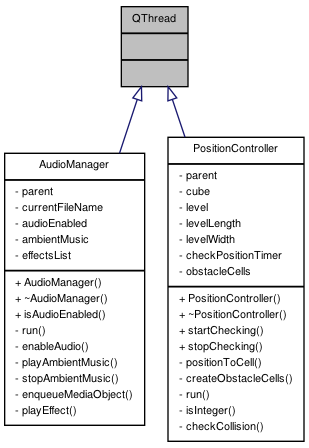 QThread
AudioManager
- parent
- currentFileName
- audioEnabled
- ambientMusic
- effectsList
+ AudioManager()
+ ~AudioManager()
+ isAudioEnabled()
- run()
- enableAudio()
- playAmbientMusic()
- stopAmbientMusic()
- enqueueMediaObject()
- playEffect()
PositionController
- parent
- cube
- level
- levelLength
- levelWidth
- checkPositionTimer
- obstacleCells
+ PositionController()
+ ~PositionController()
+ startChecking()
+ stopChecking()
- positionToCell()
- createObstacleCells()
- run()
- isInteger()
- checkCollision()